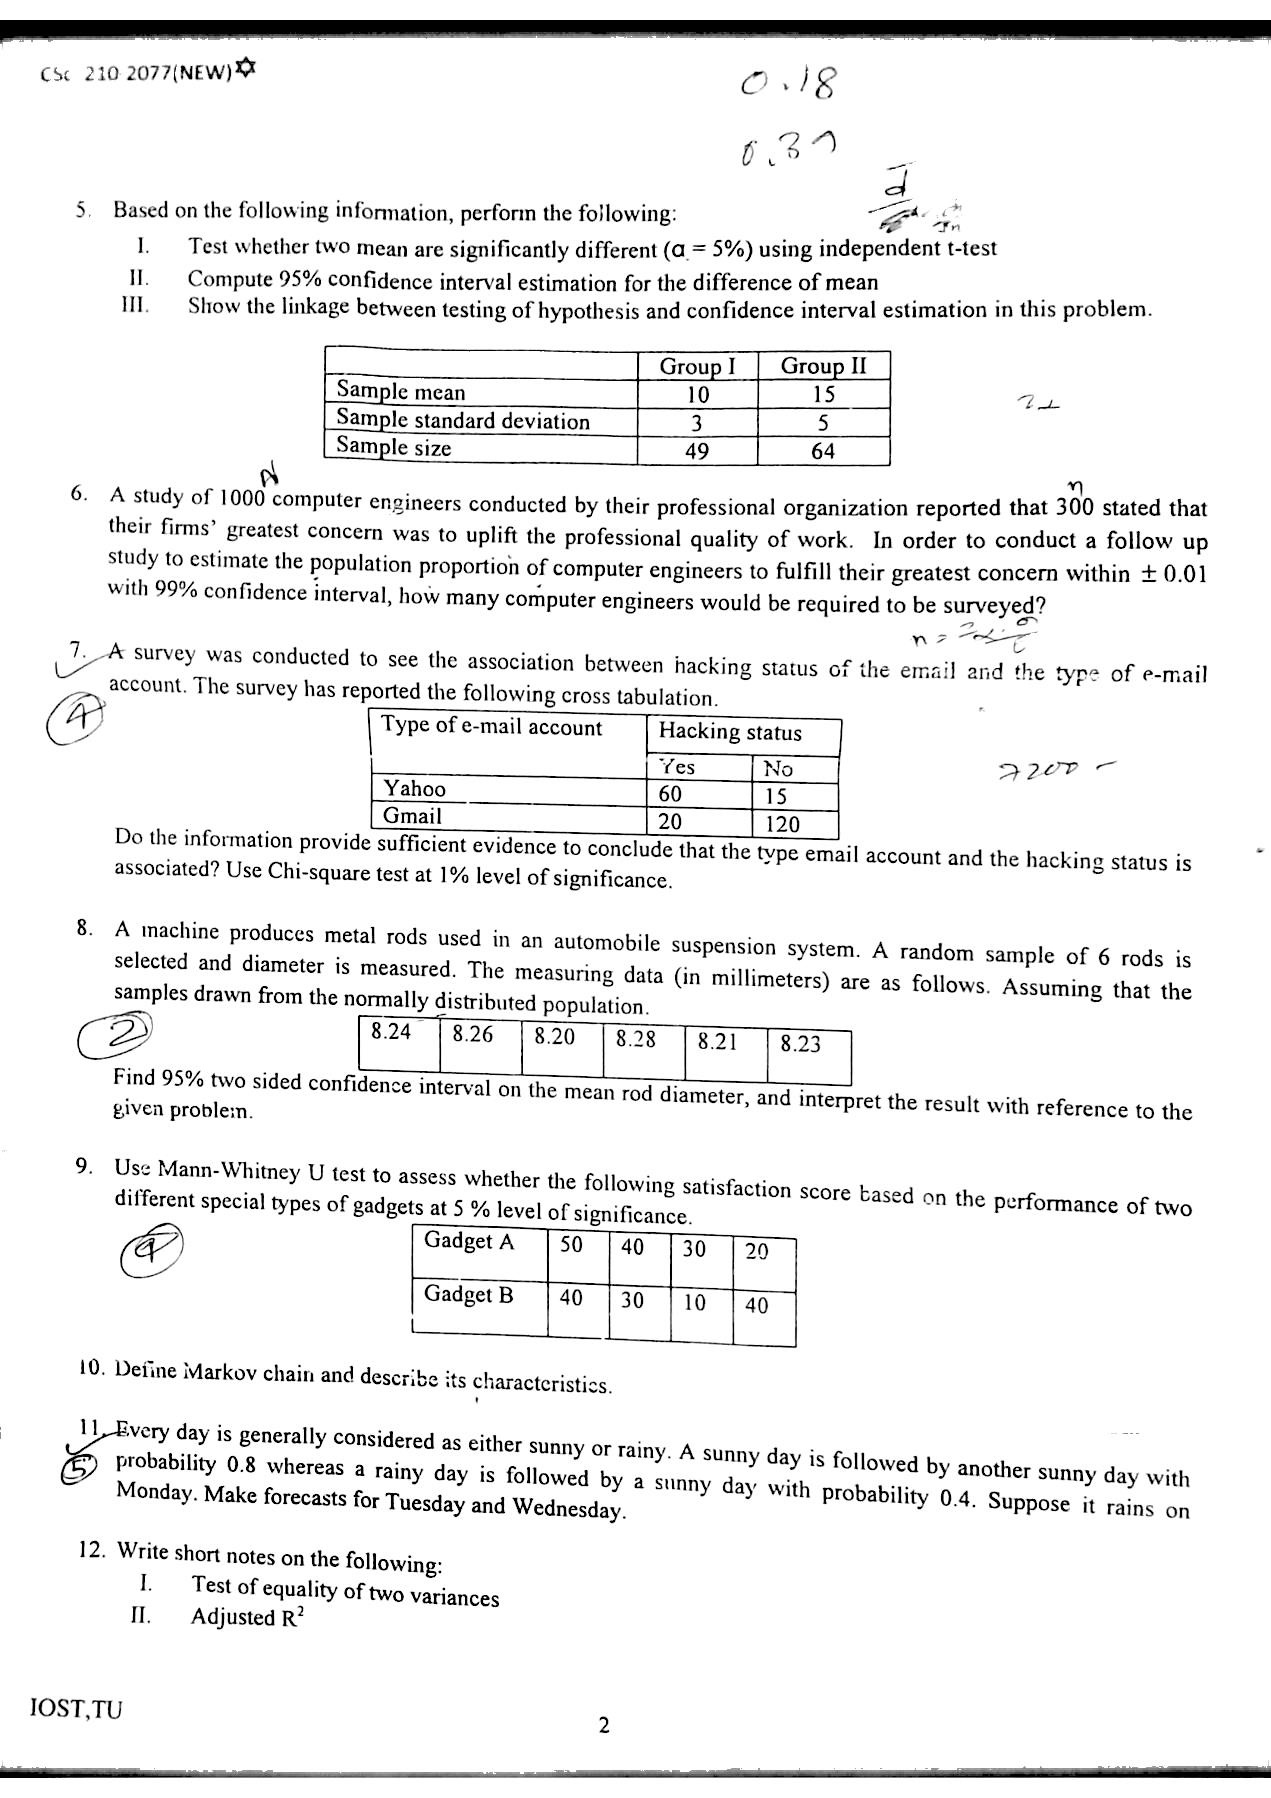 CSc 210-2077(NEW)✡
0.18
5. Based on the following information, perform the following:
I. Test whether two mean are significantly different (α = 5%) using independent t-test
II. Compute 95% confidence interval estimation for the difference of mean
III. Show the linkage between testing of hypothesis and confidence interval estimation in this problem.
Group I Group II
Sample mean 10 15
Sample standard deviation 3 5
Sample size 49 64
N n
6. A study of 1000 computer engineers conducted by their professional organization reported that 300 stated that
their firms' greatest concern was to uplift the professional quality of work. In order to conduct a follow up
study to estimate the population proportion of computer engineers to fulfill their greatest concern within ± 0.01
with 99% confidence interval, how many computer engineers would be required to be surveyed?
7. A survey was conducted to see the association between hacking status of the email and the type of e-mail
account. The survey has reported the following cross tabulation.
Type of e-mail account Hacking status
Yes No
Yahoo 60 15
Gmail 20 120
Do the information provide sufficient evidence to conclude that the type email account and the hacking status is
associated? Use Chi-square test at 1% level of significance.
8. A machine produces metal rods used in an automobile suspension system. A random sample of 6 rods is
selected and diameter is measured. The measuring data (in millimeters) are as follows. Assuming that the
samples drawn from the normally distributed population.
2
8.24 8.26 8.20 8.28 8.21 8.23
Find 95% two sided confidence interval on the mean rod diameter, and interpret the result with reference to the
given problem.
9. Use Mann-Whitney U test to assess whether the following satisfaction score based on the performance of two
different special types of gadgets at 5 % level of significance.
Gadget A 50 40 30 20
Gadget B 40 30 10 40
10. Define Markov chain and describe its characteristics.
11. Every day is generally considered as either sunny or rainy. A sunny day is followed by another sunny day with
5 probability 0.8 whereas a rainy day is followed by a sunny day with probability 0.4. Suppose it rains on
Monday. Make forecasts for Tuesday and Wednesday.
12. Write short notes on the following:
I. Test of equality of two variances
II. Adjusted R²
IOST,TU
2